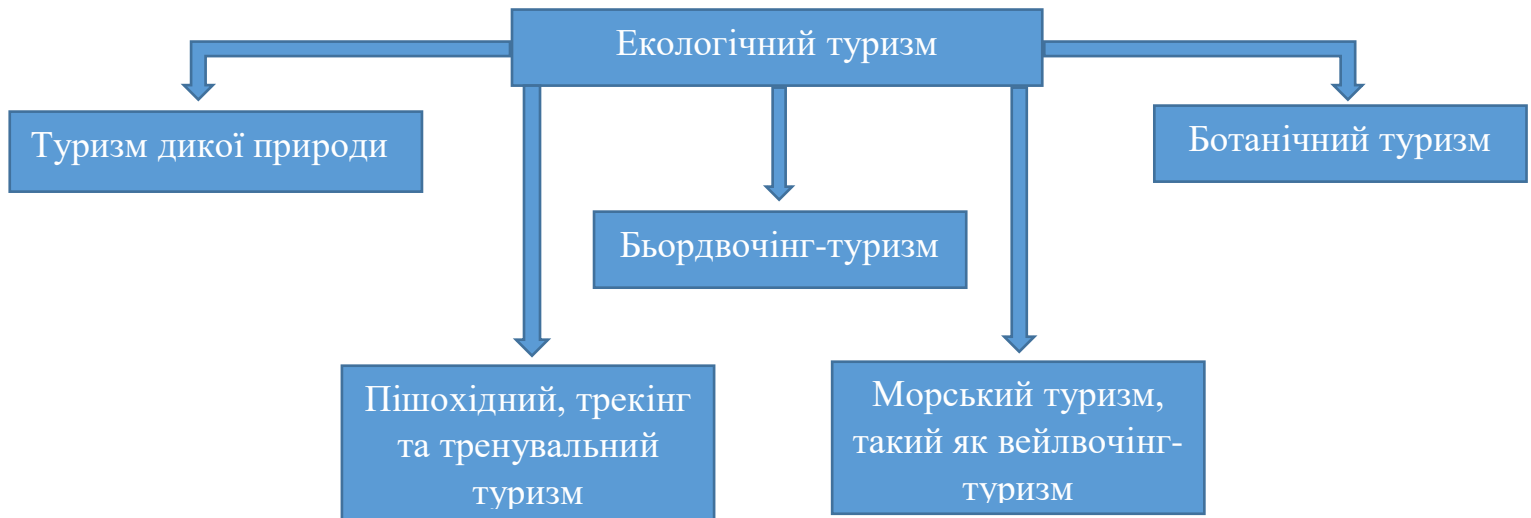 Екологічний туризм
Туризм дикої природи
Ботанічний туризм
Бьордвочінг-туризм
Пішохідний, трекінг
та тренувальний
туризм
Морський туризм,
такий як вейлвочінг-
туризм